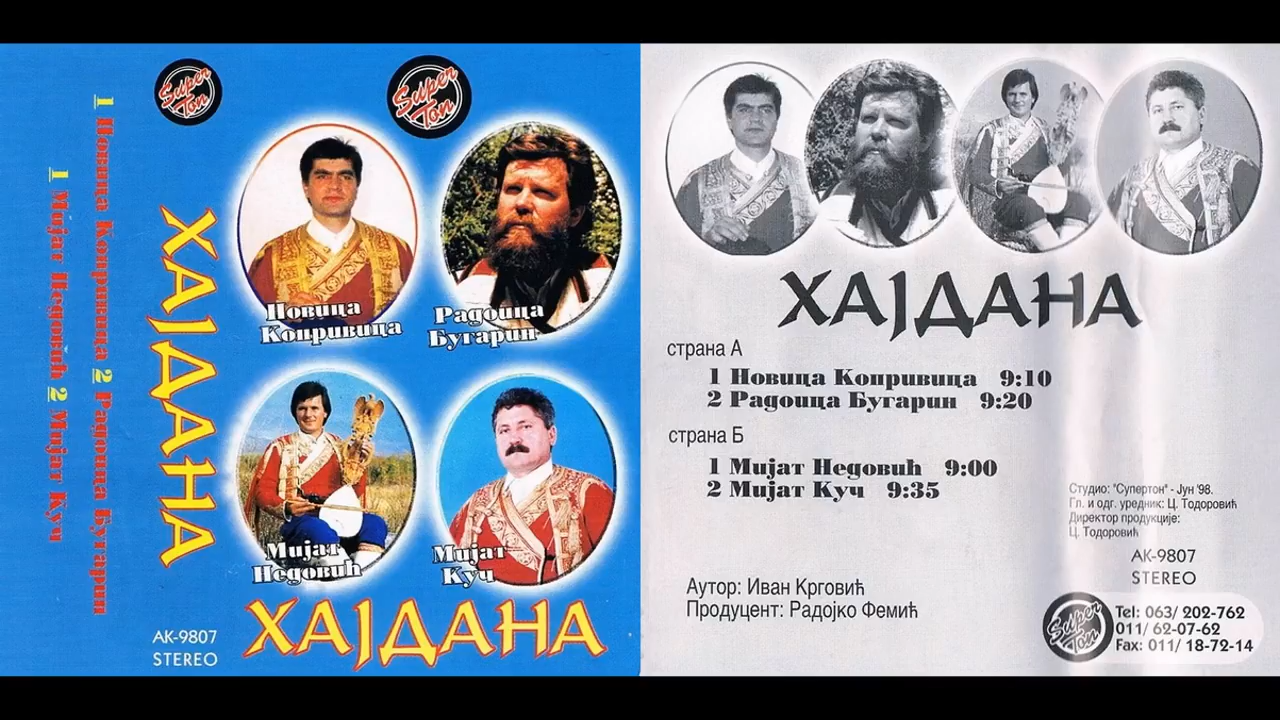 Super Ton
Super Ton
1 Новица Копривица 2 Радоица Бугарин
1 Мојат Недовић 2 Мијат Куч
ХАЈДАНА
Новица
Копривица
Радоица
Бугарин
Мијат
Недовић
Мијат
Куч
ХАЈДАНА
AK-9807
STEREO
ХАЈДАНА
страна А
1 Новица Копривица 9:10
2 Радоица Бугарин 9:20
страна Б
1 Мијат Недовић 9:00
2 Мијат Куч 9:35
Студио: "Супертон" - Јун '98.
Гл. и одг. уредник: Ц. Тодоровић
Директор продукције:
Ц. Тодоровић
AK-9807
STEREO
Аутор: Иван Крговић
Продуцент: Радојко Фемић
Super Ton
Tel: 063/ 202-762
011/ 62-07-62
Fax: 011/ 18-72-14